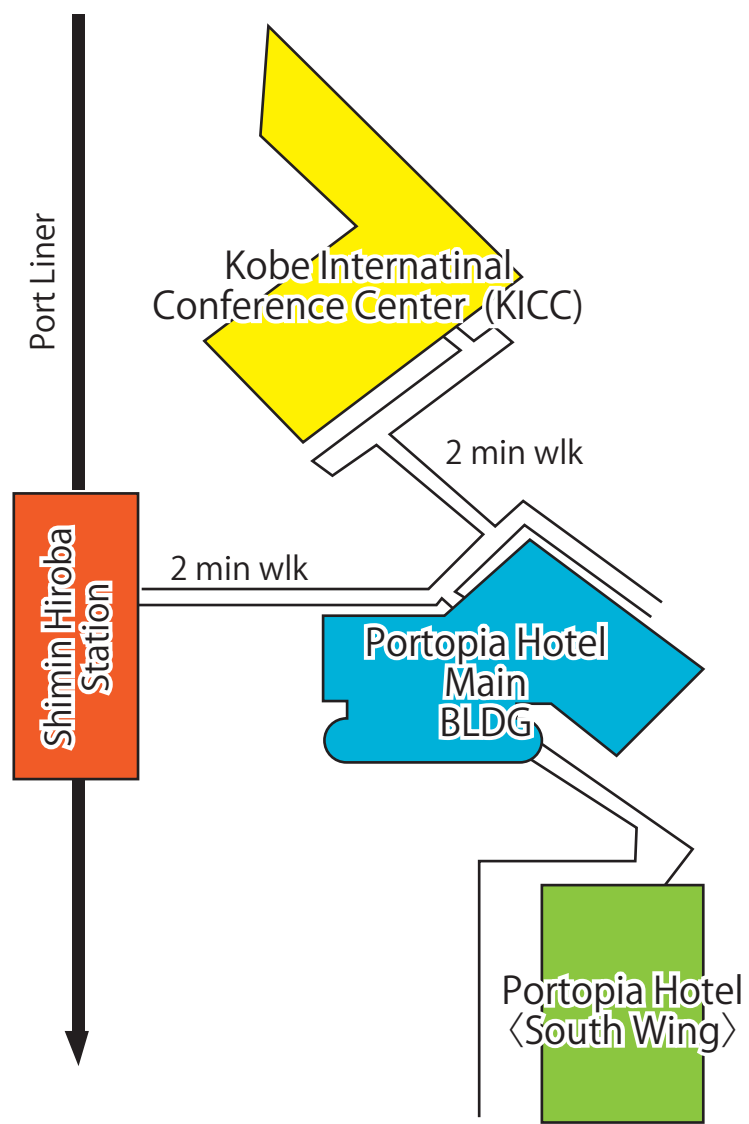 Port Liner
Kobe Internatinal
Conference Center (KICC)
2 min wlk
2 min wlk
Shimin Hiroba
Station
Portopia Hotel
Main
BLDG
Portopia Hotel
〈South Wing〉